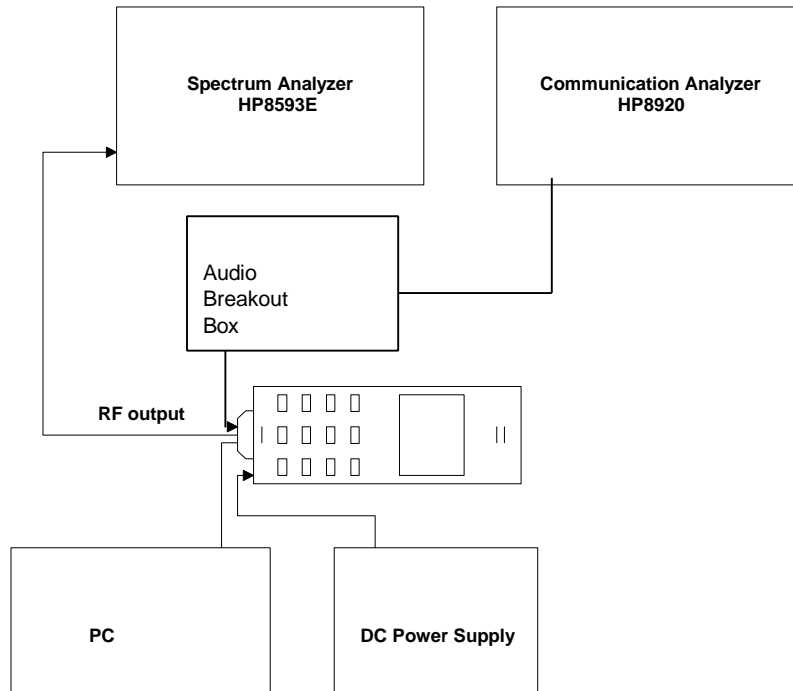 Spectrum Analyzer
HP8593E
Communication Analyzer
HP8920
Audio
Breakout
Box
RF output
PC
DC Power Supply